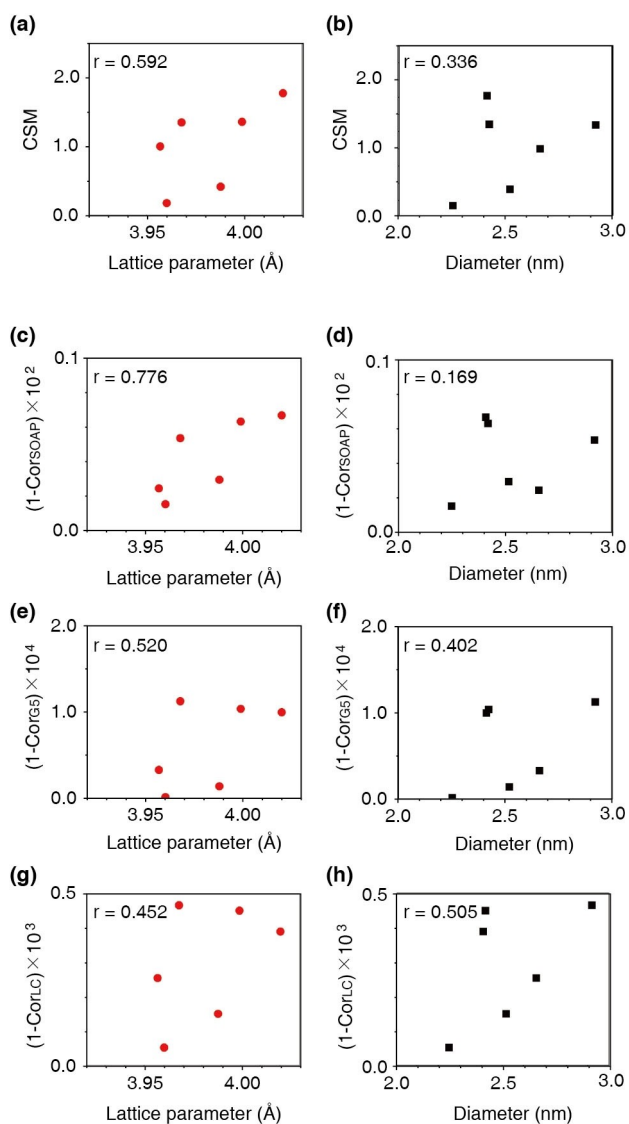 (a)
r = 0.592
CSM
2.0
1.0
0.0
3.95
4.00
Lattice parameter (Å)
(b)
r = 0.336
CSM
2.0
1.0
0.0
2.0
2.5
3.0
Diameter (nm)
(c)
r = 0.776
(1-CorSOAP)×10²
0.1
0.0
3.95
4.00
Lattice parameter (Å)
(d)
r = 0.169
(1-CorSOAP)×10²
0.1
0.0
2.0
2.5
3.0
Diameter (nm)
(e)
r = 0.520
(1-CorG5)×10⁴
2.0
1.0
0.0
3.95
4.00
Lattice parameter (Å)
(f)
r = 0.402
(1-CorG5)×10⁴
2.0
1.0
0.0
2.0
2.5
3.0
Diameter (nm)
(g)
r = 0.452
(1-CorLC)×10³
0.5
0.0
3.95
4.00
Lattice parameter (Å)
(h)
r = 0.505
(1-CorLC)×10³
0.5
0.0
2.0
2.5
3.0
Diameter (nm)